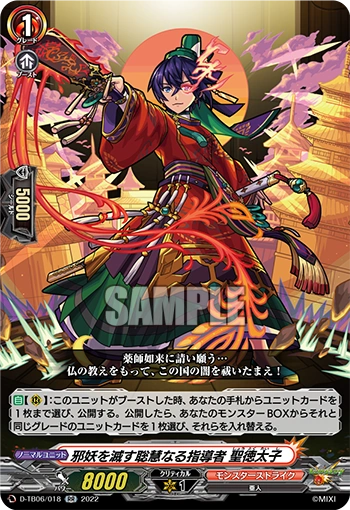 1
グレード
ブースト
5000
シールド
SAMPLE
薬師如来に請い願う…
仏の教えをもって、この国の闇を祓いたまえ！
自【R】：このユニットがブーストした時、あなたの手札からユニットカードを
１枚まで選び、公開する。公開したら、あなたのモンスターBOXからそれと
同じグレードのユニットカードを１枚選び、それらを入れ替える。
ノーマルユニット
邪妖を滅す聡慧なる指導者 聖徳太子
パワー
8000
クリティカル
1
モンスターストライク
亜人
D-TB06/018 RR 2022
©MIXI